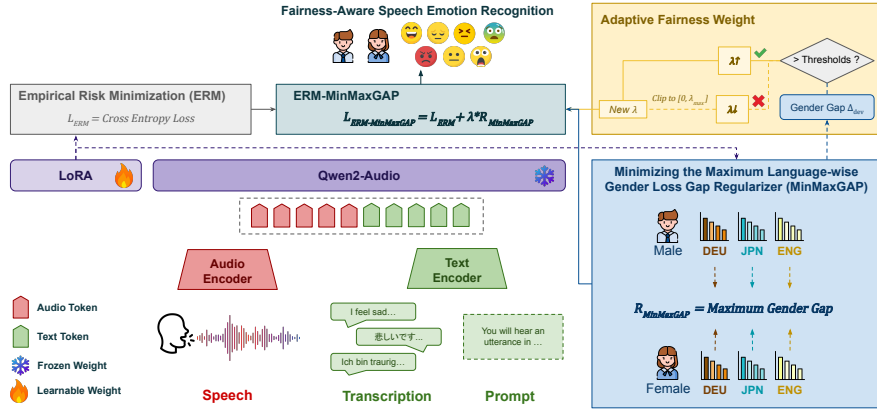 Fairness-Aware Speech Emotion Recognition
Adaptive Fairness Weight
λ↑
> Thresholds ?
New λ
Clip to [0, λmax]
λ↓
Gender Gap Δdev
Empirical Risk Minimization (ERM)
LERM = Cross Entropy Loss
ERM-MinMaxGAP
LERM-MinMaxGAP = LERM + λ*RMinMaxGAP
LoRA
Qwen2-Audio
Minimizing the Maximum Language-wise
Gender Loss Gap Regularizer (MinMaxGAP)
Male
DEU
JPN
ENG
RMinMaxGAP = Maximum Gender Gap
Female
DEU
JPN
ENG
Audio
Encoder
Text
Encoder
Audio Token
Text Token
Frozen Weight
Learnable Weight
I feel sad…
悲しいです…
Ich bin traurig…
You will hear an
utterance in …
Speech
Transcription
Prompt